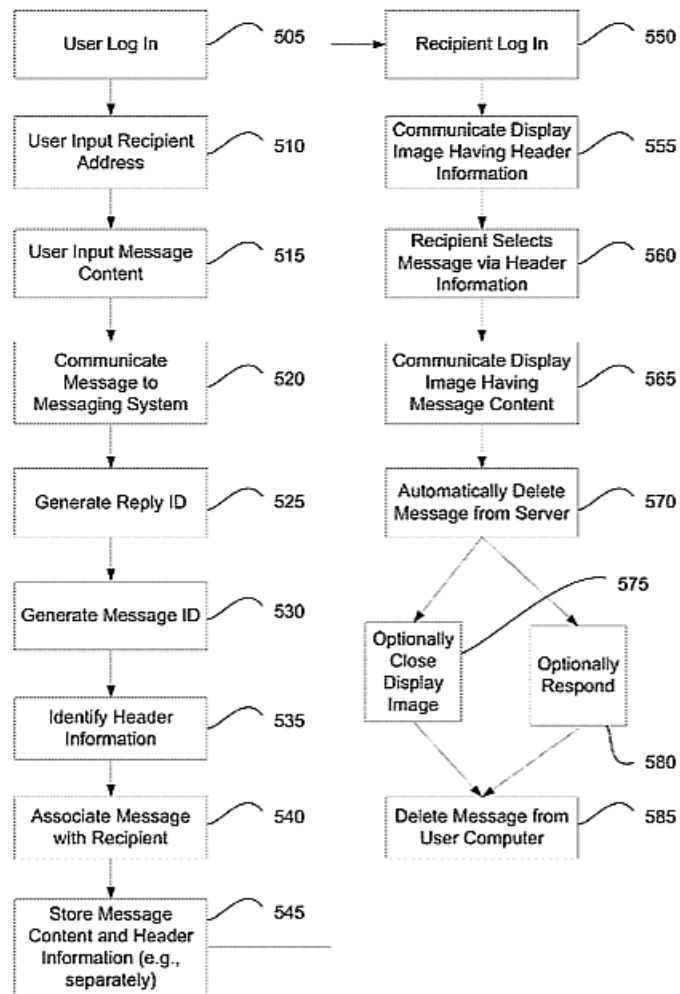 User Log In
505
User Input Recipient
Address
510
User Input Message
Content
515
Communicate
Message to
Messaging System
520
Generate Reply ID
525
Generate Message ID
530
Identify Header
Information
535
Associate Message
with Recipient
540
Store Message
Content and Header
Information (e.g.,
separately)
545
Recipient Log In
550
Communicate Display
Image Having Header
Information
555
Recipient Selects
Message via Header
Information
560
Communicate Display
Image Having
Message Content
565
Automatically Delete
Message from Server
570
Optionally
Close
Display
Image
575
Optionally
Respond
580
Delete Message from
User Computer
585